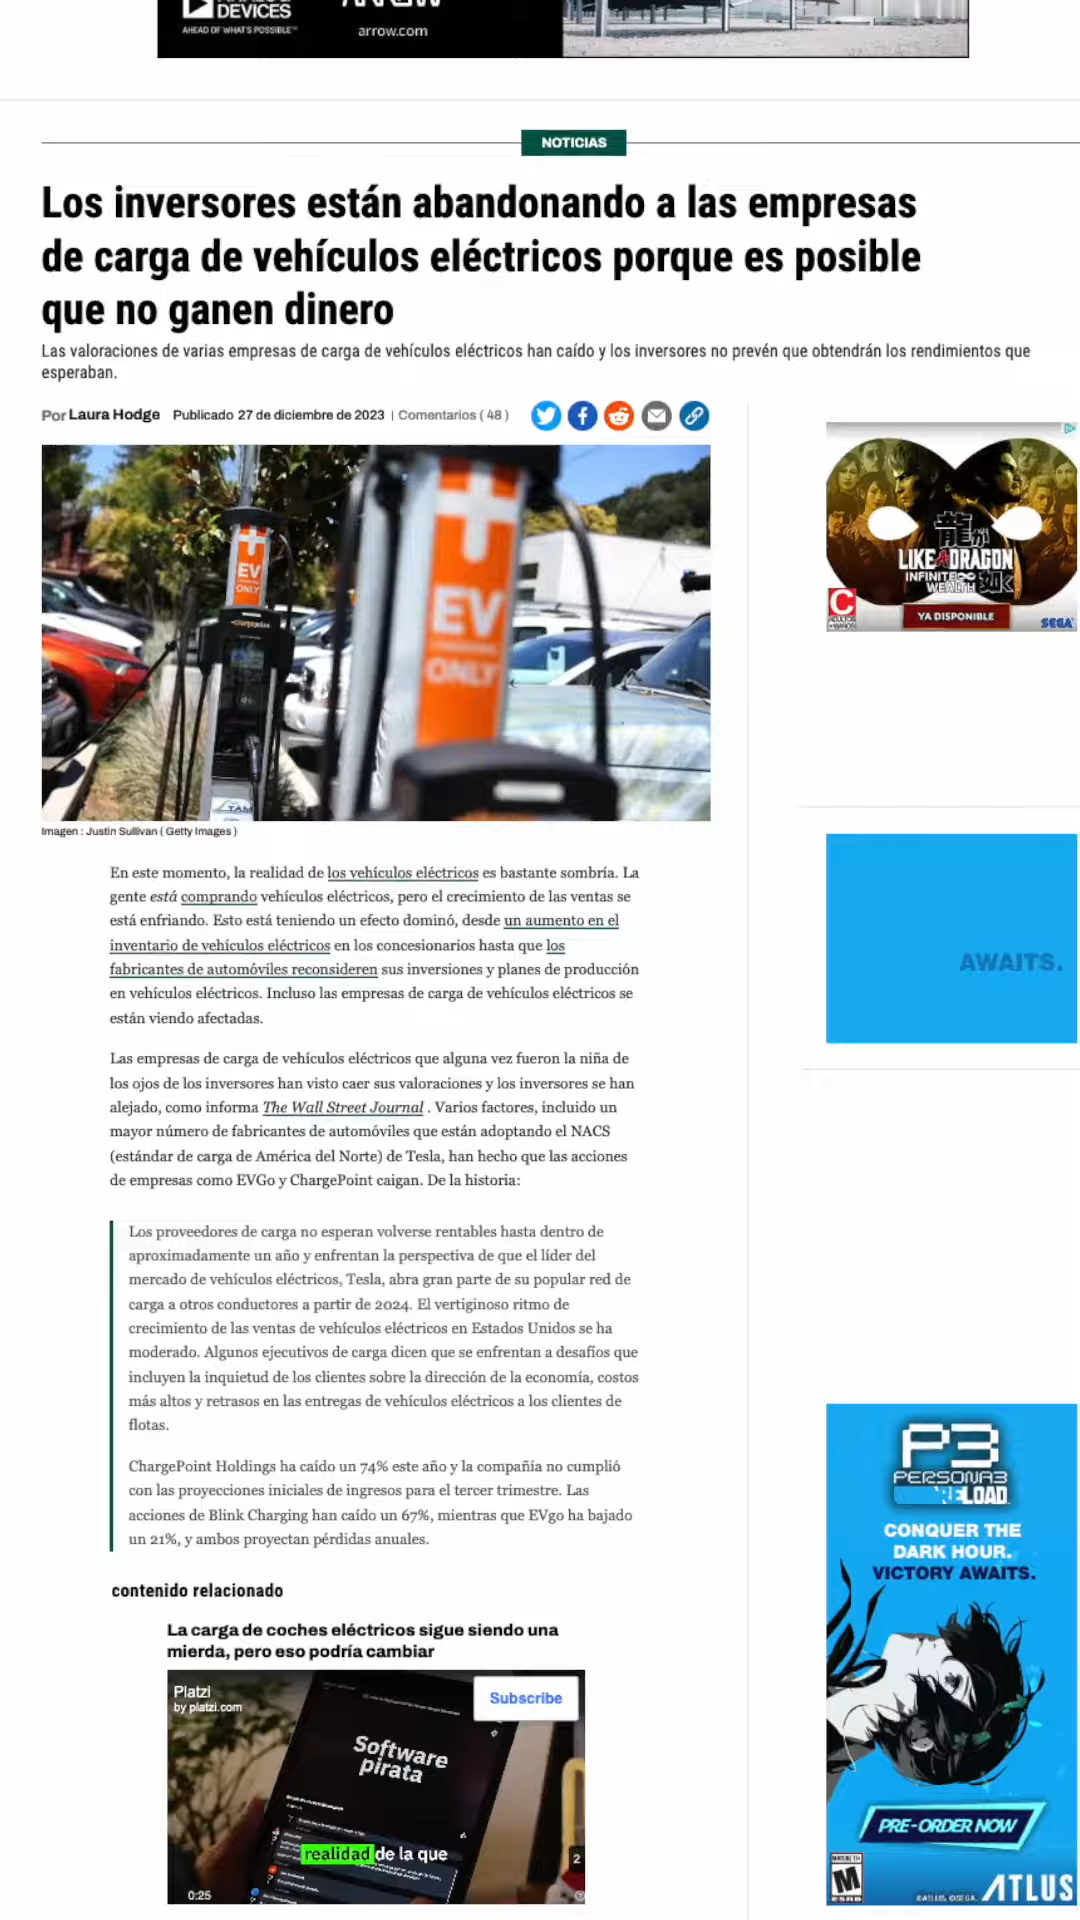 DEVICES
AHEAD OF WHAT'S POSSIBLE™
arrow.com
NOTICIAS
Los inversores están abandonando a las empresas
de carga de vehículos eléctricos porque es posible
que no ganen dinero
Las valoraciones de varias empresas de carga de vehículos eléctricos han caído y los inversores no prevén que obtendrán los rendimientos que
esperaban.
Por Laura Hodge Publicado 27 de diciembre de 2023 | Comentarios ( 48 )
EV
ONLY
EV
ONLY
Imagen : Justin Sullivan ( Getty Images )
龍が
LIKE A DRAGON
INFINITE
WEALTH
如く
C
YA DISPONIBLE
SEGA
En este momento, la realidad de los vehículos eléctricos es bastante sombría. La
gente está comprando vehículos eléctricos, pero el crecimiento de las ventas se
está enfriando. Esto está teniendo un efecto dominó, desde un aumento en el
inventario de vehículos eléctricos en los concesionarios hasta que los
fabricantes de automóviles reconsideren sus inversiones y planes de producción
en vehículos eléctricos. Incluso las empresas de carga de vehículos eléctricos se
están viendo afectadas.
AWAITS.
Las empresas de carga de vehículos eléctricos que alguna vez fueron la niña de
los ojos de los inversores han visto caer sus valoraciones y los inversores se han
alejado, como informa The Wall Street Journal . Varios factores, incluido un
mayor número de fabricantes de automóviles que están adoptando el NACS
(estándar de carga de América del Norte) de Tesla, han hecho que las acciones
de empresas como EVGo y ChargePoint caigan. De la historia:
Los proveedores de carga no esperan volverse rentables hasta dentro de
aproximadamente un año y enfrentan la perspectiva de que el líder del
mercado de vehículos eléctricos, Tesla, abra gran parte de su popular red de
carga a otros conductores a partir de 2024. El vertiginoso ritmo de
crecimiento de las ventas de vehículos eléctricos en Estados Unidos se ha
moderado. Algunos ejecutivos de carga dicen que se enfrentan a desafíos que
incluyen la inquietud de los clientes sobre la dirección de la economía, costos
más altos y retrasos en las entregas de vehículos eléctricos a los clientes de
flotas.
ChargePoint Holdings ha caído un 74% este año y la compañía no cumplió
con las proyecciones iniciales de ingresos para el tercer trimestre. Las
acciones de Blink Charging han caído un 67%, mientras que EVgo ha bajado
un 21%, y ambos proyectan pérdidas anuales.
contenido relacionado
La carga de coches eléctricos sigue siendo una
mierda, pero eso podría cambiar
Platzi
by platzi.com
Subscribe
Software
pirata
realidad de la que
2
0:25
P3
PERSONA3
RELOAD
CONQUER THE
DARK HOUR.
VICTORY AWAITS.
PRE-ORDER NOW
M
ESRB
©ATLUS. ©SEGA.
ATLUS